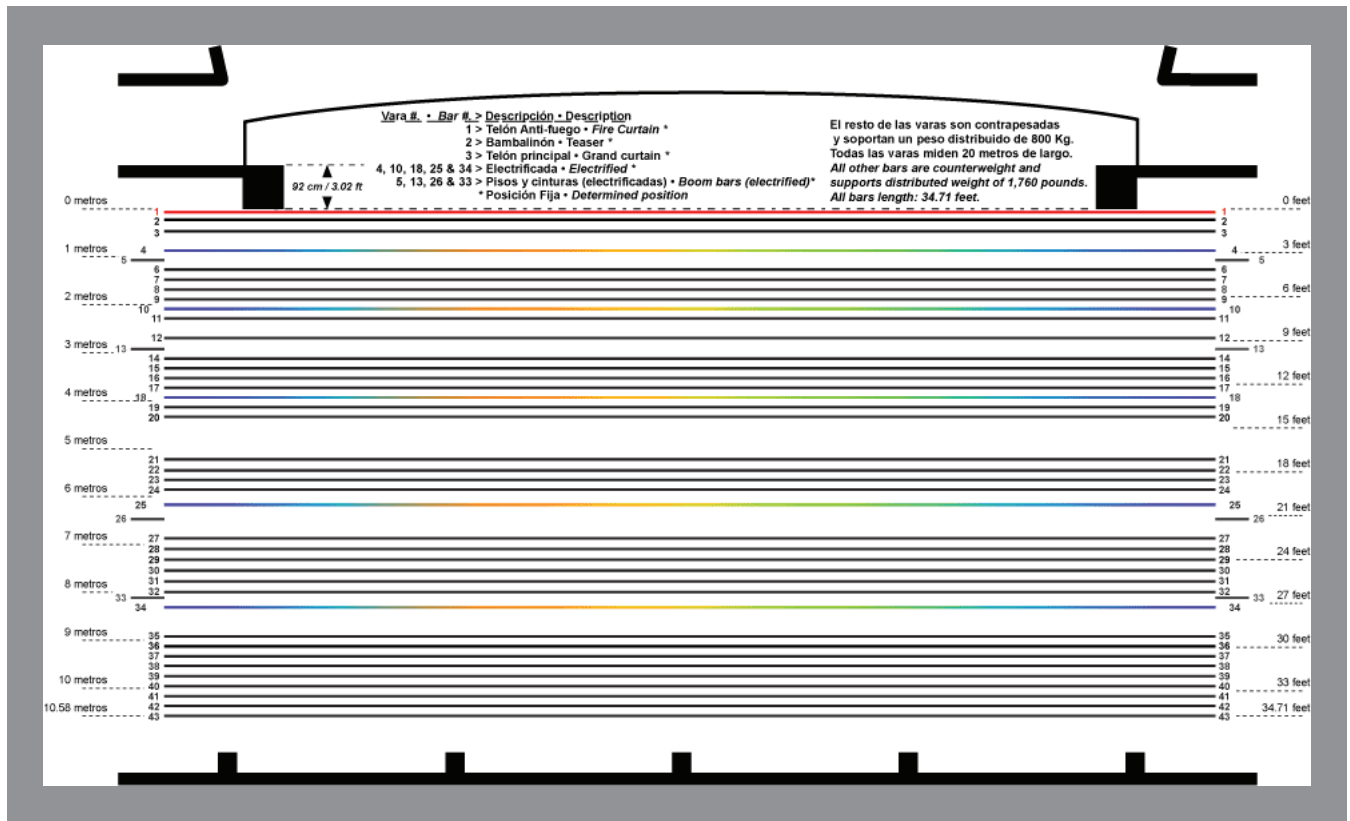 Vara #. • Bar #. > Descripción • Description
1 > Telón Anti-fuego • Fire Curtain *
2 > Bambalinón • Teaser *
3 > Telón principal • Grand curtain *
4, 10, 18, 25 & 34 > Electrificada • Electrified *
5, 13, 26 & 33 > Pisos y cinturas (electrificadas) • Boom bars (electrified)*
* Posición Fija • Determined position
El resto de las varas son contrapesadas
y soportan un peso distribuido de 800 Kg.
Todas las varas miden 20 metros de largo.
All other bars are counterweight and
supports distributed weight of 1,760 pounds.
All bars length: 34.71 feet.
92 cm / 3.02 ft
0 metros
1 metros
2 metros
3 metros
4 metros
5 metros
6 metros
7 metros
8 metros
9 metros
10 metros
10.58 metros
1
2
3
4
5
6
7
8
9
10
11
12
13
14
15
16
17
18
19
20
21
22
23
24
25
26
27
28
29
30
31
32
33
34
35
36
37
38
39
40
41
42
43
1
2
3
4
5
6
7
8
9
10
11
12
13
14
15
16
17
18
19
20
21
22
23
24
25
26
27
28
29
30
31
32
33
34
35
36
37
38
39
40
41
42
43
0 feet
3 feet
6 feet
9 feet
12 feet
15 feet
18 feet
21 feet
24 feet
27 feet
30 feet
33 feet
34.71 feet